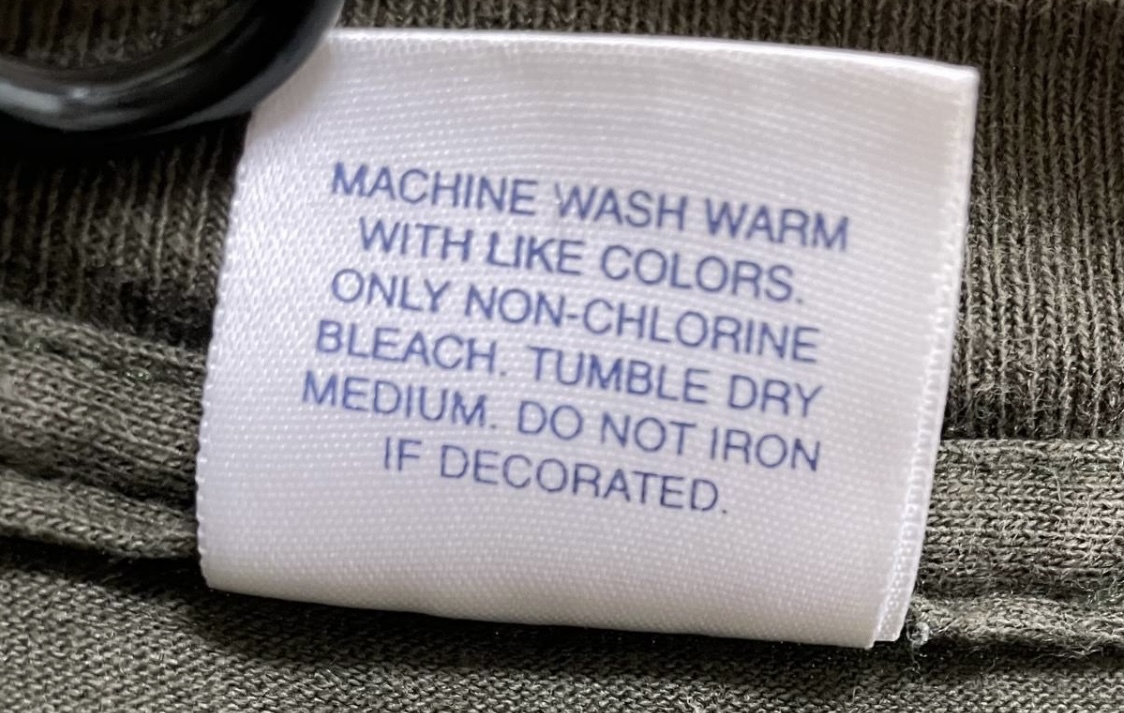 MACHINE WASH WARM
WITH LIKE COLORS.
ONLY NON-CHLORINE
BLEACH. TUMBLE DRY
MEDIUM. DO NOT IRON
IF DECORATED.